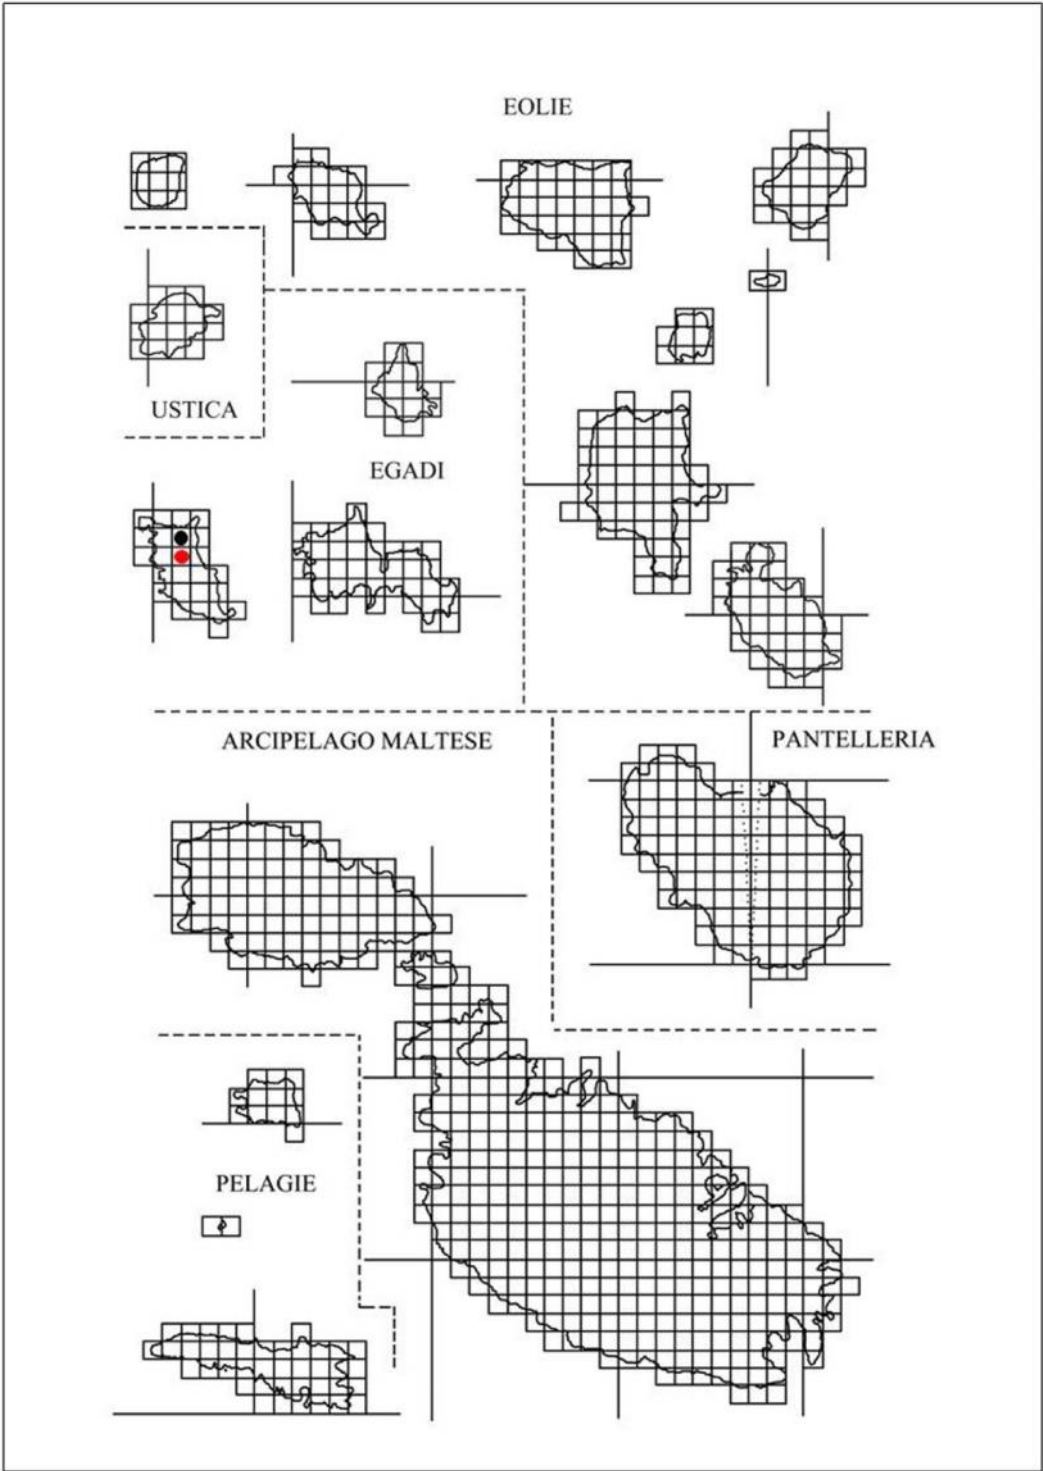 EOLIE
USTICA
EGADI
ARCIPELAGO MALTESE
PANTELLERIA
PELAGIE